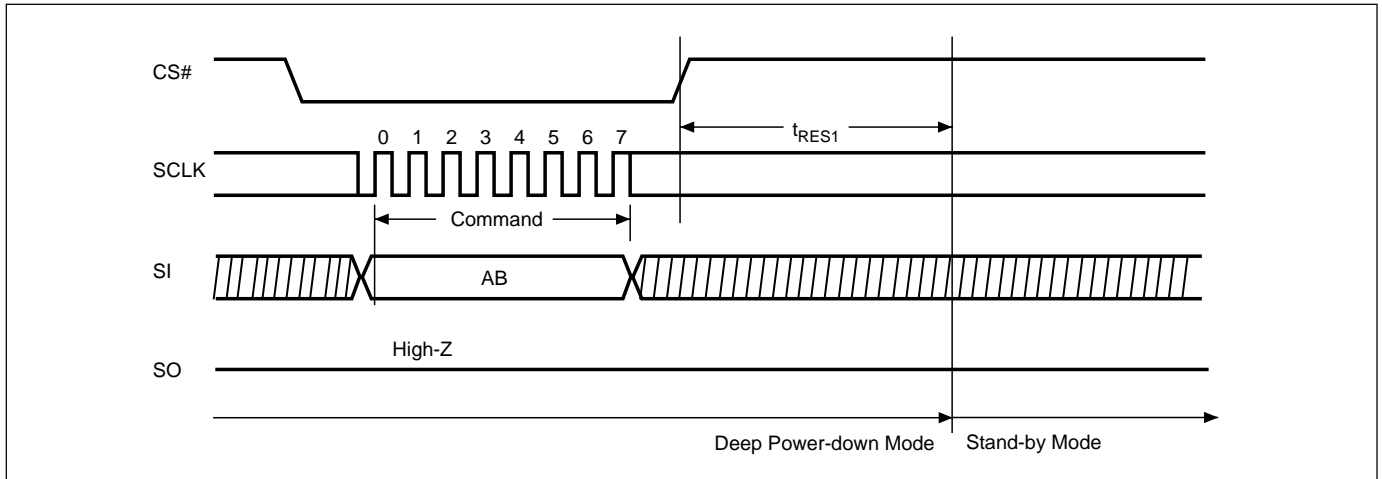 CS#
tRES1
0 1 2 3 4 5 6 7
SCLK
Command
SI
AB
High-Z
SO
Deep Power-down Mode
Stand-by Mode